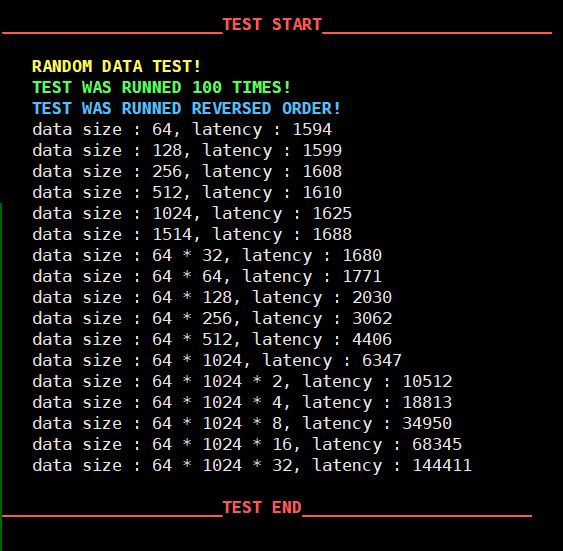 TEST START
RANDOM DATA TEST!
TEST WAS RUNNED 100 TIMES!
TEST WAS RUNNED REVERSED ORDER!
data size : 64, latency : 1594
data size : 128, latency : 1599
data size : 256, latency : 1608
data size : 512, latency : 1610
data size : 1024, latency : 1625
data size : 1514, latency : 1688
data size : 64 * 32, latency : 1680
data size : 64 * 64, latency : 1771
data size : 64 * 128, latency : 2030
data size : 64 * 256, latency : 3062
data size : 64 * 512, latency : 4406
data size : 64 * 1024, latency : 6347
data size : 64 * 1024 * 2, latency : 10512
data size : 64 * 1024 * 4, latency : 18813
data size : 64 * 1024 * 8, latency : 34950
data size : 64 * 1024 * 16, latency : 68345
data size : 64 * 1024 * 32, latency : 144411
TEST END